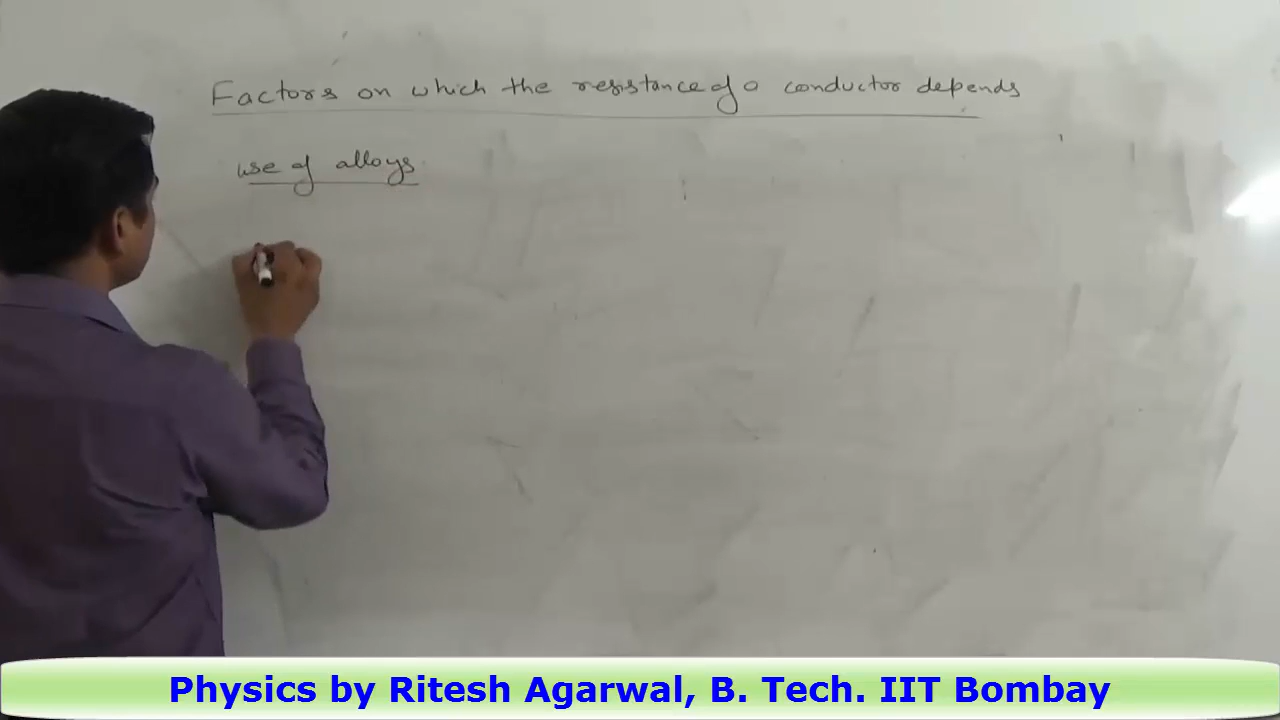 Factors on which the resistance of a conductor depends
use of alloys
Physics by Ritesh Agarwal, B. Tech. IIT Bombay